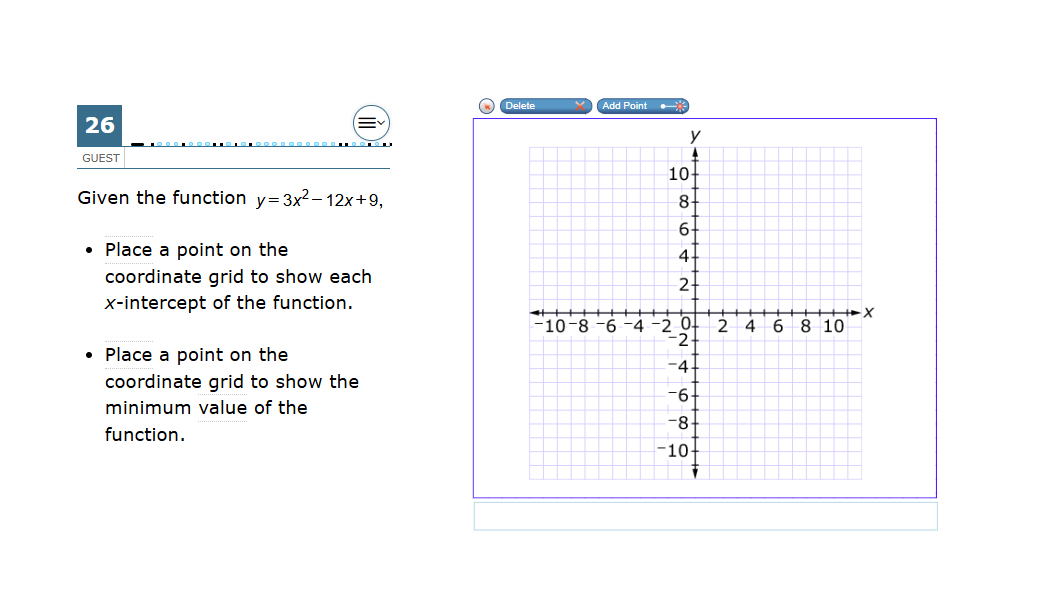 26
GUEST
Given the function y=3x²−12x+9,
• Place a point on the
coordinate grid to show each
x-intercept of the function.
• Place a point on the
coordinate grid to show the
minimum value of the
function.
Delete
Add Point
y
10
8
6
4
2
x
−10 −8 −6 −4 −2 0 2 4 6 8 10
−2
−4
−6
−8
−10